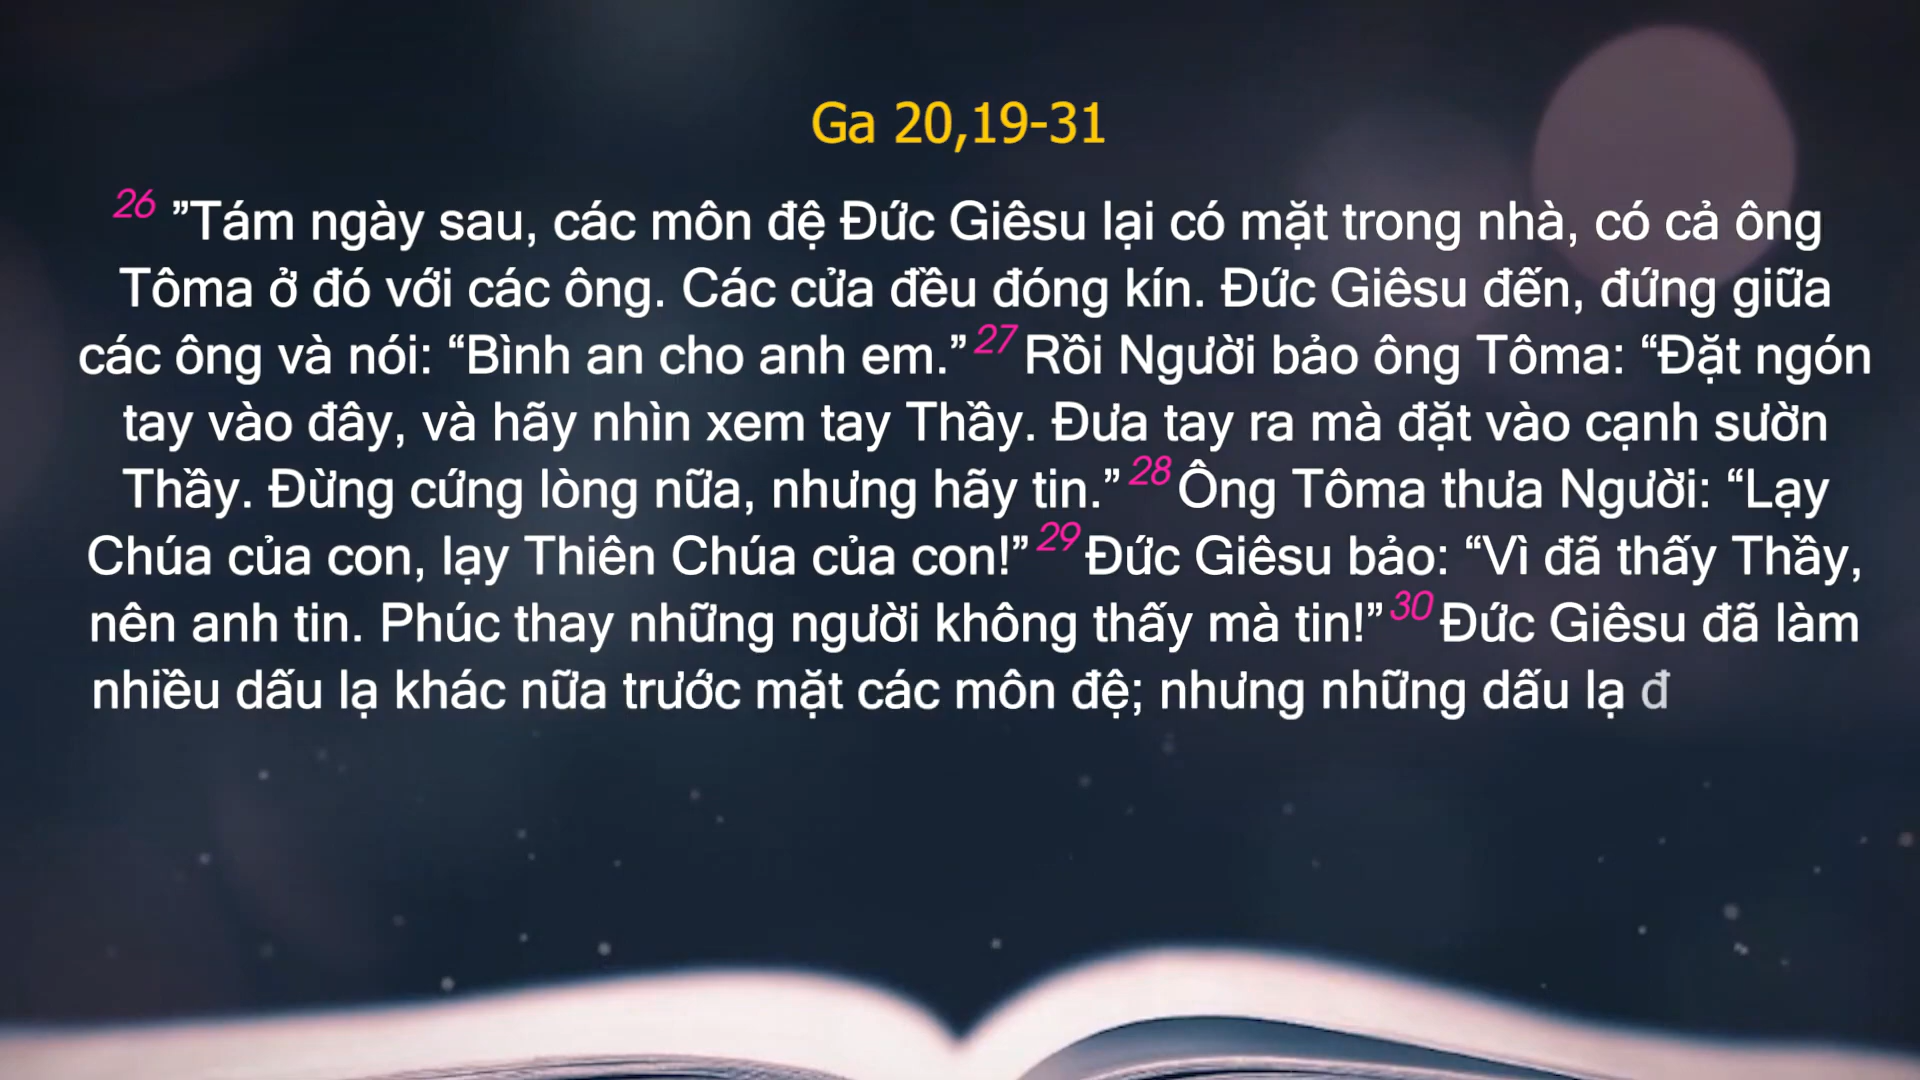 Ga 20,19-31
26 ”Tám ngày sau, các môn đệ Đức Giêsu lại có mặt trong nhà, có cả ông
Tôma ở đó với các ông. Các cửa đều đóng kín. Đức Giêsu đến, đứng giữa
các ông và nói: “Bình an cho anh em.” 27 Rồi Người bảo ông Tôma: “Đặt ngón
tay vào đây, và hãy nhìn xem tay Thầy. Đưa tay ra mà đặt vào cạnh sườn
Thầy. Đừng cứng lòng nữa, nhưng hãy tin.” 28 Ông Tôma thưa Người: “Lạy
Chúa của con, lạy Thiên Chúa của con!” 29 Đức Giêsu bảo: “Vì đã thấy Thầy,
nên anh tin. Phúc thay những người không thấy mà tin!” 30 Đức Giêsu đã làm
nhiều dấu lạ khác nữa trước mặt các môn đệ; nhưng những dấu lạ đ